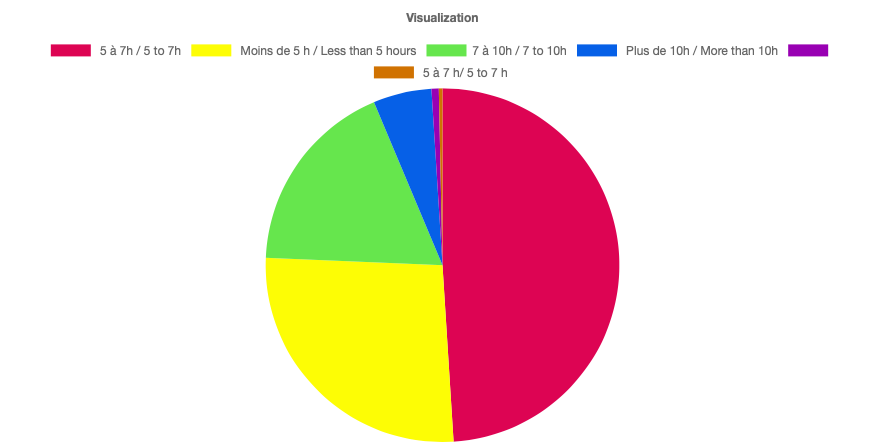 Visualization
5 à 7h / 5 to 7h Moins de 5 h / Less than 5 hours 7 à 10h / 7 to 10h Plus de 10h / More than 10h
5 à 7 h/ 5 to 7 h